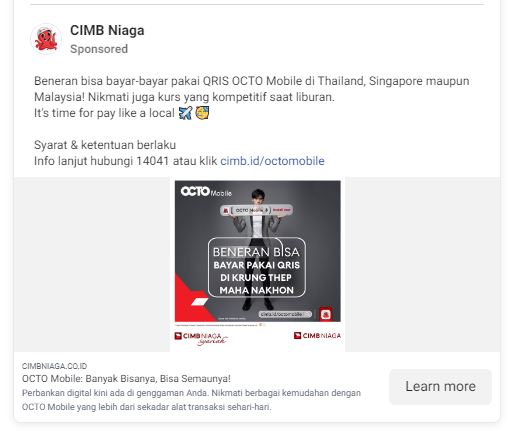 CIMB Niaga
Sponsored
Beneran bisa bayar-bayar pakai QRIS OCTO Mobile di Thailand, Singapore maupun
Malaysia! Nikmati juga kurs yang kompetitif saat liburan.
It's time for pay like a local ✈️🥳
Syarat & ketentuan berlaku
Info lanjut hubungi 14041 atau klik cimb.id/octomobile
OCTO Mobile
OCTO Mobile
BENERAN BISA
BAYAR PAKAI QRIS
DI KRUNG THEP
MAHA NAKHON
cimb.id/octomobile
CIMB NIAGA syariah
CIMB NIAGA
CIMBNIAGA.CO.ID
OCTO Mobile: Banyak Bisanya, Bisa Semaunya!
Perbankan digital kini ada di genggaman Anda. Nikmati berbagai kemudahan dengan
OCTO Mobile yang lebih dari sekadar alat transaksi sehari-hari.
Learn more